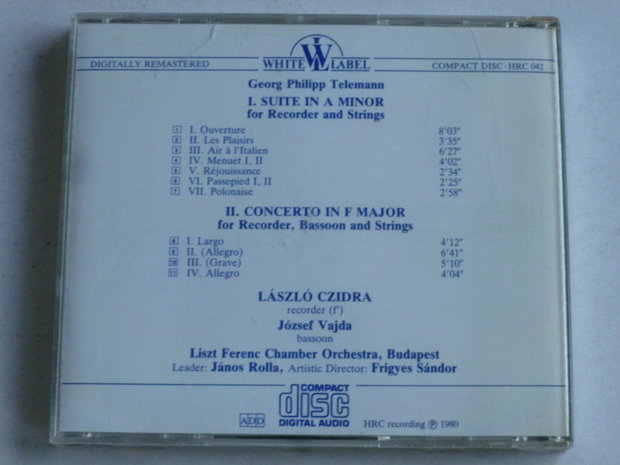 WL
WHITE LABEL
DIGITALLY REMASTERED
COMPACT DISC - HRC 042
Georg Philipp Telemann
I. SUITE IN A MINOR
for Recorder and Strings
1 I. Ouverture 8'03"
2 II. Les Plaisirs 3'35"
3 III. Air à l'Italien 6'27"
4 IV. Menuet I, II 4'02"
5 V. Réjouissance 2'34"
6 VI. Passepied I, II 2'25"
7 VII. Polonaise 2'58"
II. CONCERTO IN F MAJOR
for Recorder, Bassoon and Strings
8 I. Largo 4'12"
9 II. (Allegro) 6'41"
10 III. (Grave) 5'10"
11 IV. Allegro 4'04"
LÁSZLÓ CZIDRA
recorder (f')
József Vajda
bassoon
Liszt Ferenc Chamber Orchestra, Budapest
Leader: János Rolla, Artistic Director: Frigyes Sándor
COMPACT
disc
DIGITAL AUDIO
ADD
HRC recording ℗ 1980